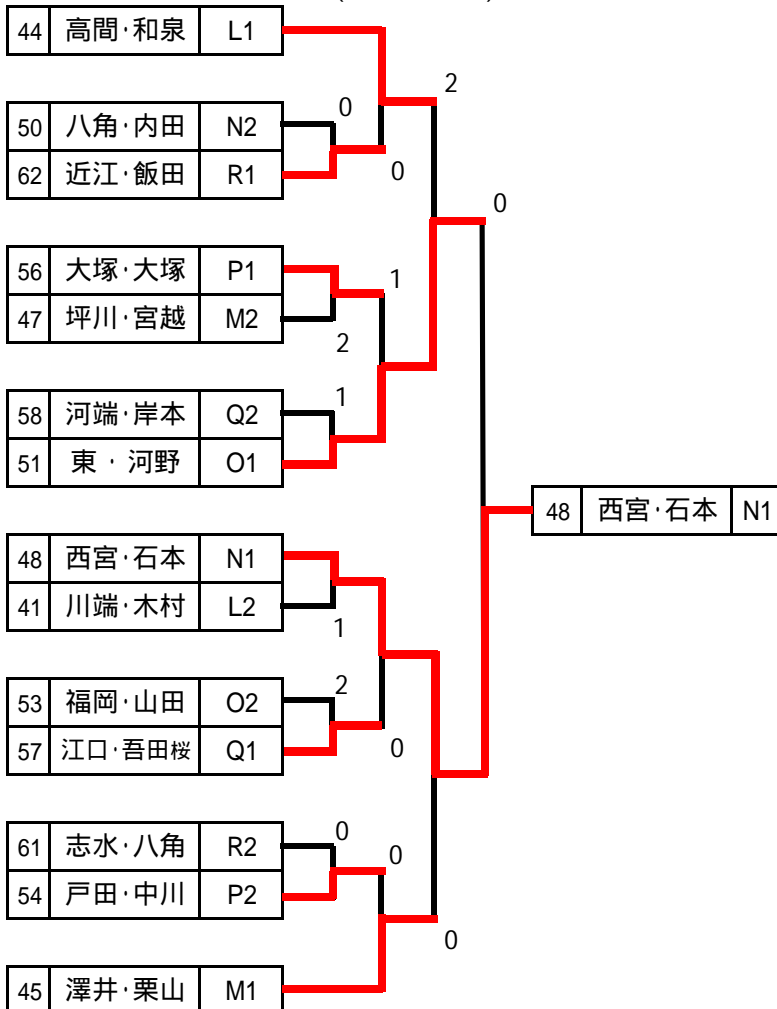 44 高間・和泉 L1
2
50 八角・内田 N2
0
62 近江・飯田 R1
0
0
56 大塚・大塚 P1
1
47 坪川・宮越 M2
2
58 河端・岸本 Q2
1
51 東・河野 O1
48 西宮・石本 N1
48 西宮・石本 N1
41 川端・木村 L2
1
53 福岡・山田 O2
2
57 江口・吾田桜 Q1
0
61 志水・八角 R2
0
0
54 戸田・中川 P2
0
45 澤井・栗山 M1